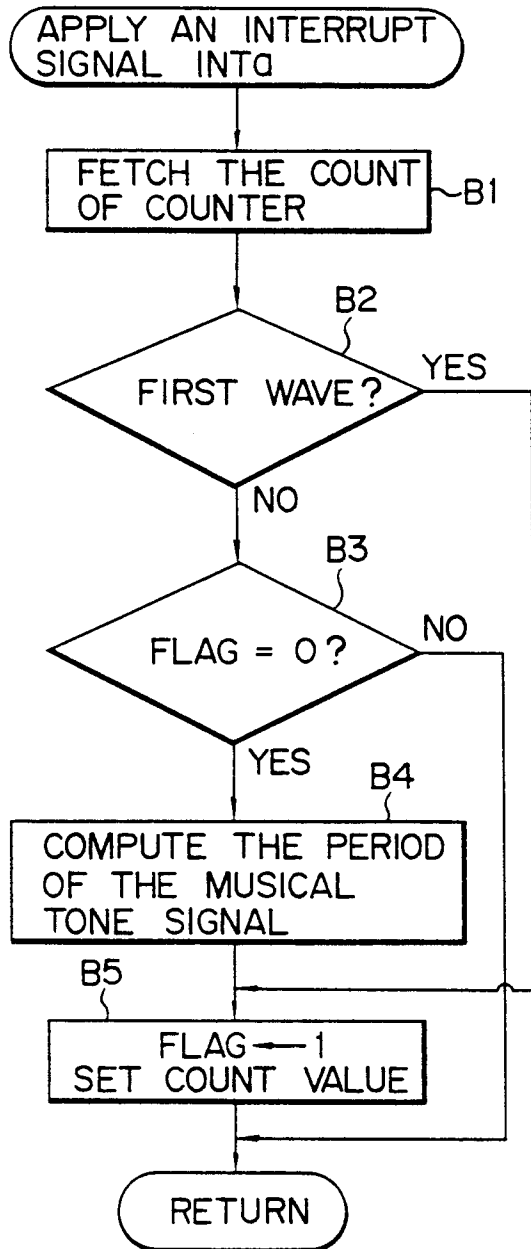 APPLY AN INTERRUPT
SIGNAL INTa
FETCH THE COUNT
OF COUNTER
B1
B2
FIRST WAVE?
YES
NO
B3
FLAG = 0?
NO
YES
B4
COMPUTE THE PERIOD
OF THE MUSICAL
TONE SIGNAL
B5
FLAG ← 1
SET COUNT VALUE
RETURN